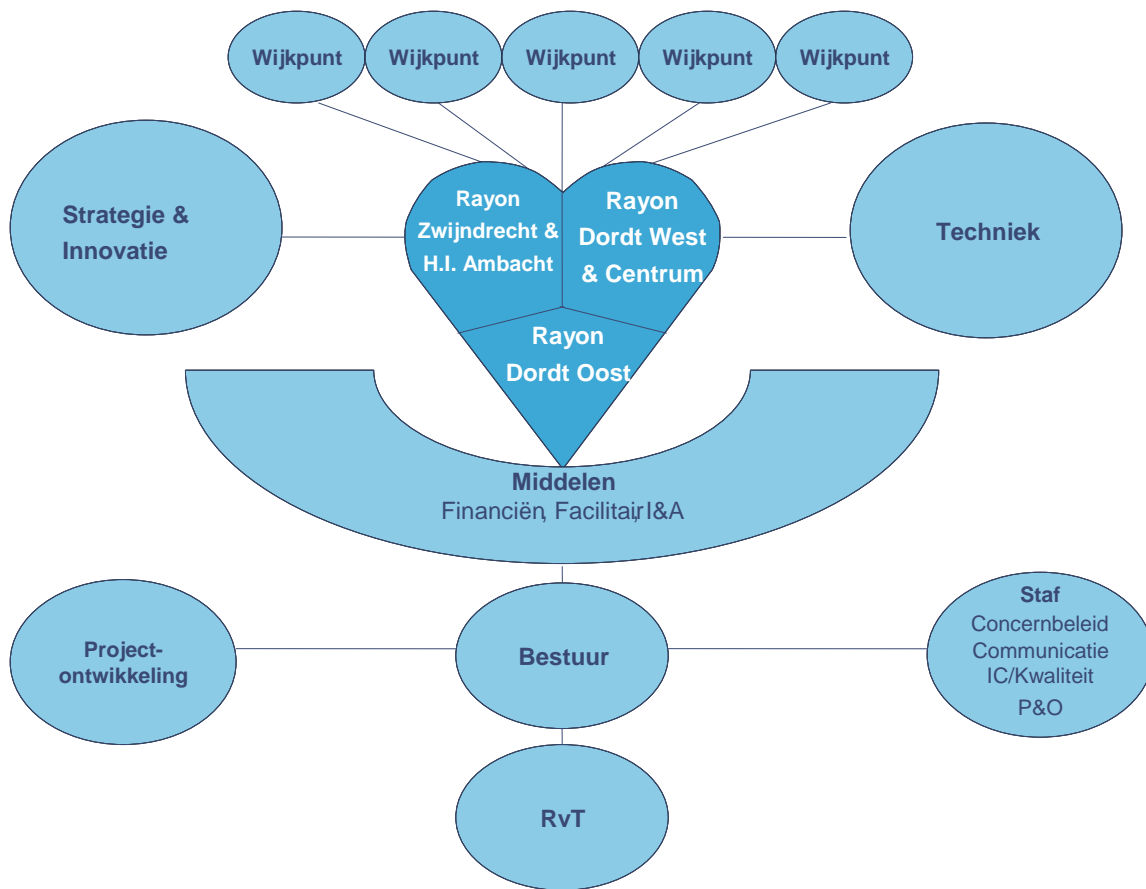 Wijkpunt
Wijkpunt
Wijkpunt
Wijkpunt
Wijkpunt
Strategie &
Innovatie
Rayon
Zwijndrecht &
H.I. Ambacht
Rayon
Dordt West
& Centrum
Techniek
Rayon
Dordt Oost
Middelen
Financiën, Facilitair, I&A
Project-
ontwikkeling
Bestuur
Staf
Concernbeleid
Communicatie
IC/Kwaliteit
P&O
RvT